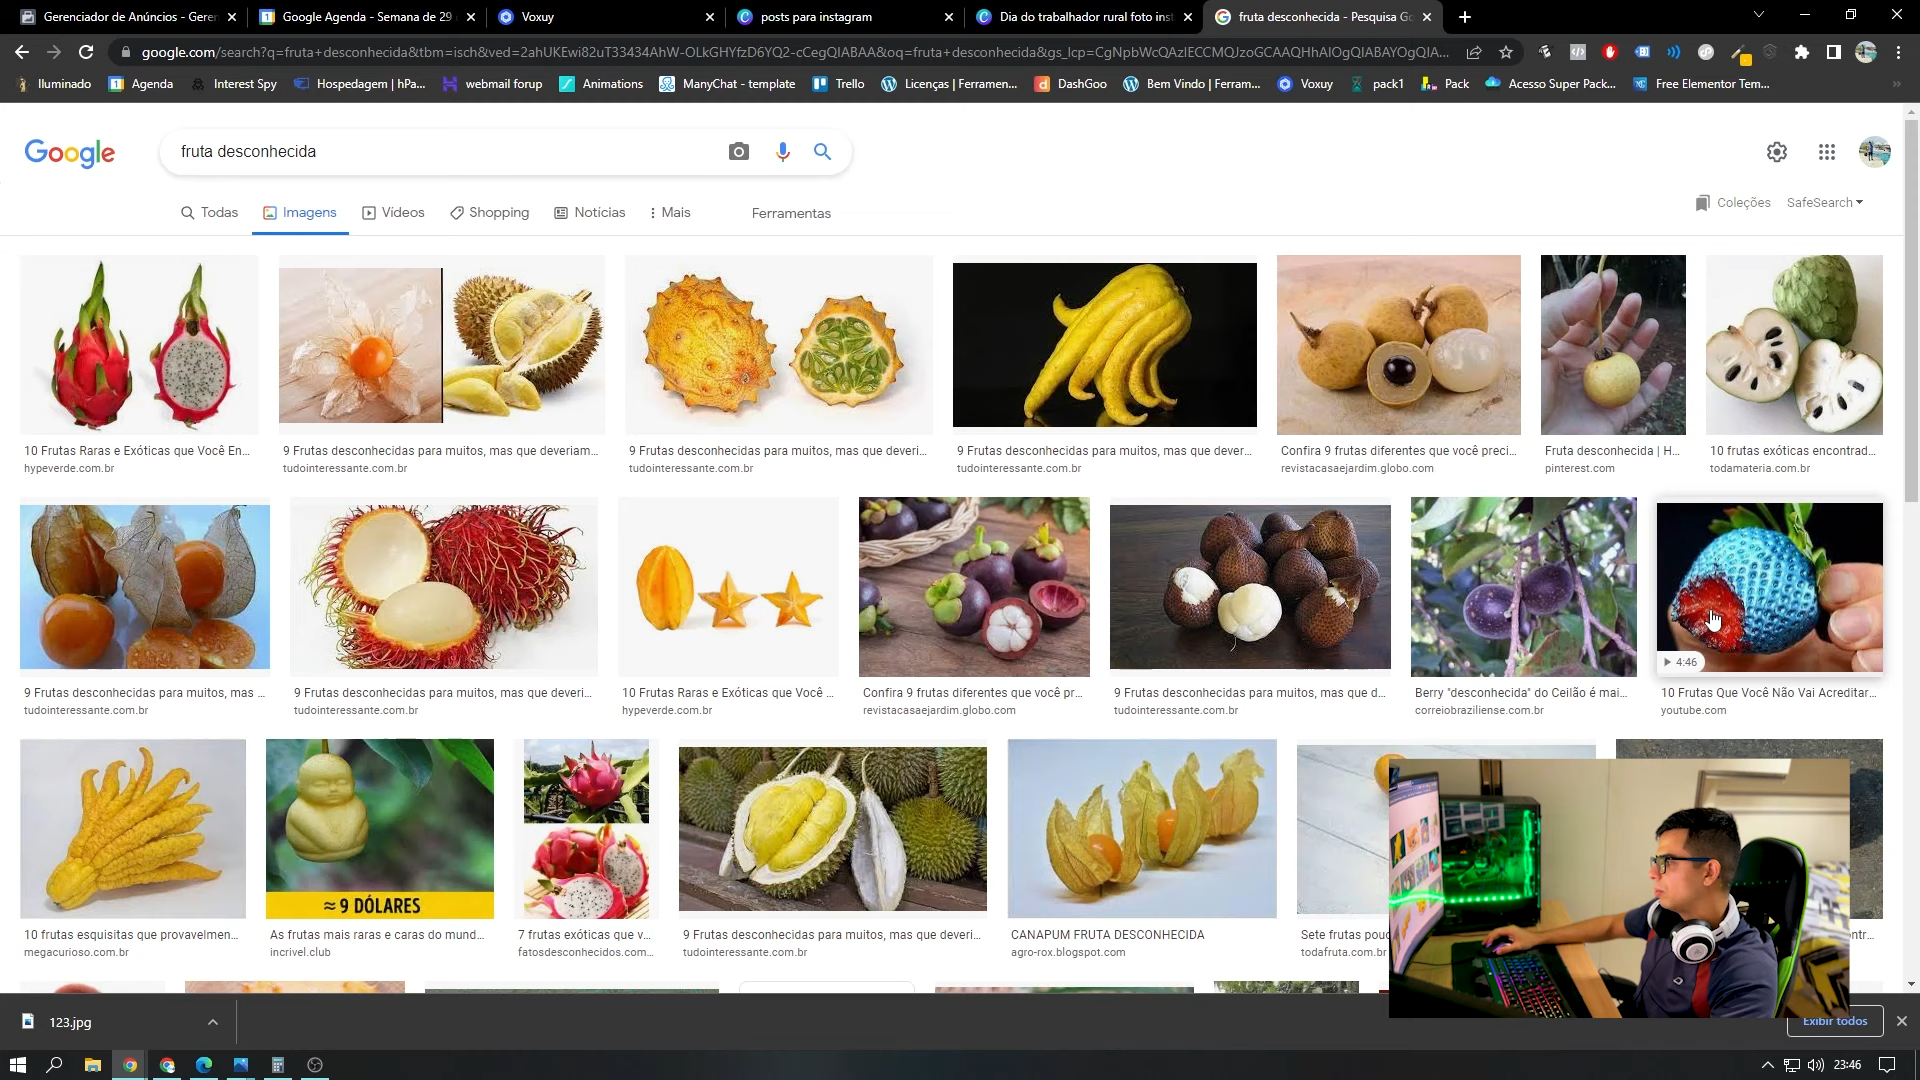 Gerenciador de Anúncios - Geren
Google Agenda - Semana de 29 d
Voxuy
posts para instagram
Dia do trabalhador rural foto inst
fruta desconhecida - Pesquisa Go
google.com/search?q=fruta+desconhecida&tbm=isch&ved=2ahUKEwi82uT33434AhW-OLkGHYfzD6YQ2-cCegQIABAA&oq=fruta+desconhecida&gs_lcp=CgNpbWcQAzIECCMQJzoGCAAQHhAIOgQIABAYOgQIA...
Iluminado
Agenda
Interest Spy
Hospedagem | hPa...
webmail forup
Animations
ManyChat - template
Trello
Licenças | Ferramen...
DashGoo
Bem Vindo | Ferram...
Voxuy
pack1
Pack
Acesso Super Pack...
Free Elementor Tem...
Google
fruta desconhecida
Todas
Imagens
Vídeos
Shopping
Notícias
Mais
Ferramentas
Coleções
SafeSearch
10 Frutas Raras e Exóticas que Você En...
hypeverde.com.br
9 Frutas desconhecidas para muitos, mas que deveriam...
tudointeressante.com.br
9 Frutas desconhecidas para muitos, mas que deveri...
tudointeressante.com.br
9 Frutas desconhecidas para muitos, mas que dever...
tudointeressante.com.br
Confira 9 frutas diferentes que você preci...
revistacasaejardim.globo.com
Fruta desconhecida | H...
pinterest.com
10 frutas exóticas encontrad...
todamateria.com.br
4:46
9 Frutas desconhecidas para muitos, mas ...
tudointeressante.com.br
9 Frutas desconhecidas para muitos, mas que deveri...
tudointeressante.com.br
10 Frutas Raras e Exóticas que Você ...
hypeverde.com.br
Confira 9 frutas diferentes que você pr...
revistacasaejardim.globo.com
9 Frutas desconhecidas para muitos, mas que d...
tudointeressante.com.br
Berry "desconhecida" do Ceilão é mai...
correiobraziliense.com.br
10 Frutas Que Você Não Vai Acreditar...
youtube.com
≈ 9 DÓLARES
10 frutas esquisitas que provavelmen...
megacurioso.com.br
As frutas mais raras e caras do mund...
incrivel.club
7 frutas exóticas que v...
fatosdesconhecidos.com...
9 Frutas desconhecidas para muitos, mas que deveri...
tudointeressante.com.br
CANAPUM FRUTA DESCONHECIDA
agro-rox.blogspot.com
Sete frutas pouc
todafruta.com.br
ntr...
123.jpg
Exibir todos
23:46